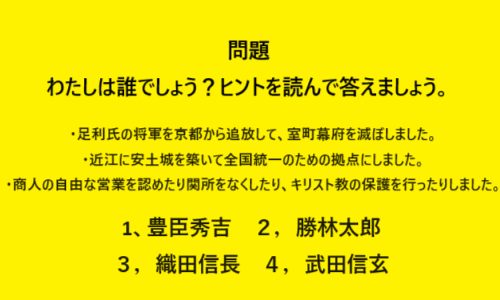 問題
わたしは誰でしょう？ヒントを読んで答えましょう。
・足利氏の将軍を京都から追放して、室町幕府を滅ぼしました。
・近江に安土城を築いて全国統一のための拠点にしました。
・商人の自由な営業を認めたり関所をなくしたり、キリスト教の保護を行ったりしました。
1、豊臣秀吉　２，勝林太郎
３，織田信長　４，武田信玄